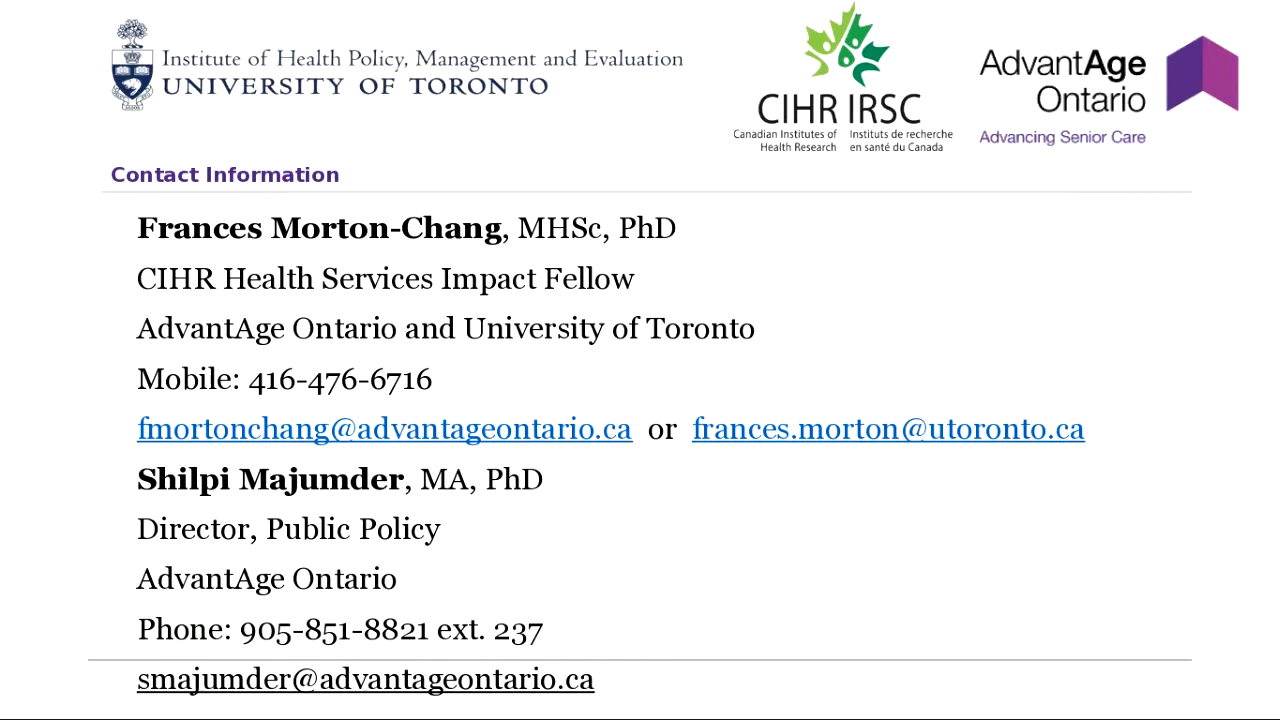 Institute of Health Policy, Management and Evaluation
UNIVERSITY OF TORONTO
CIHR IRSC
Canadian Institutes of Health Research
Instituts de recherche en santé du Canada
AdvantAge
Ontario
Advancing Senior Care
Contact Information
Frances Morton-Chang, MHSc, PhD
CIHR Health Services Impact Fellow
AdvantAge Ontario and University of Toronto
Mobile: 416-476-6716
fmortonchang@advantageontario.ca or frances.morton@utoronto.ca
Shilpi Majumder, MA, PhD
Director, Public Policy
AdvantAge Ontario
Phone: 905-851-8821 ext. 237
smajumder@advantageontario.ca